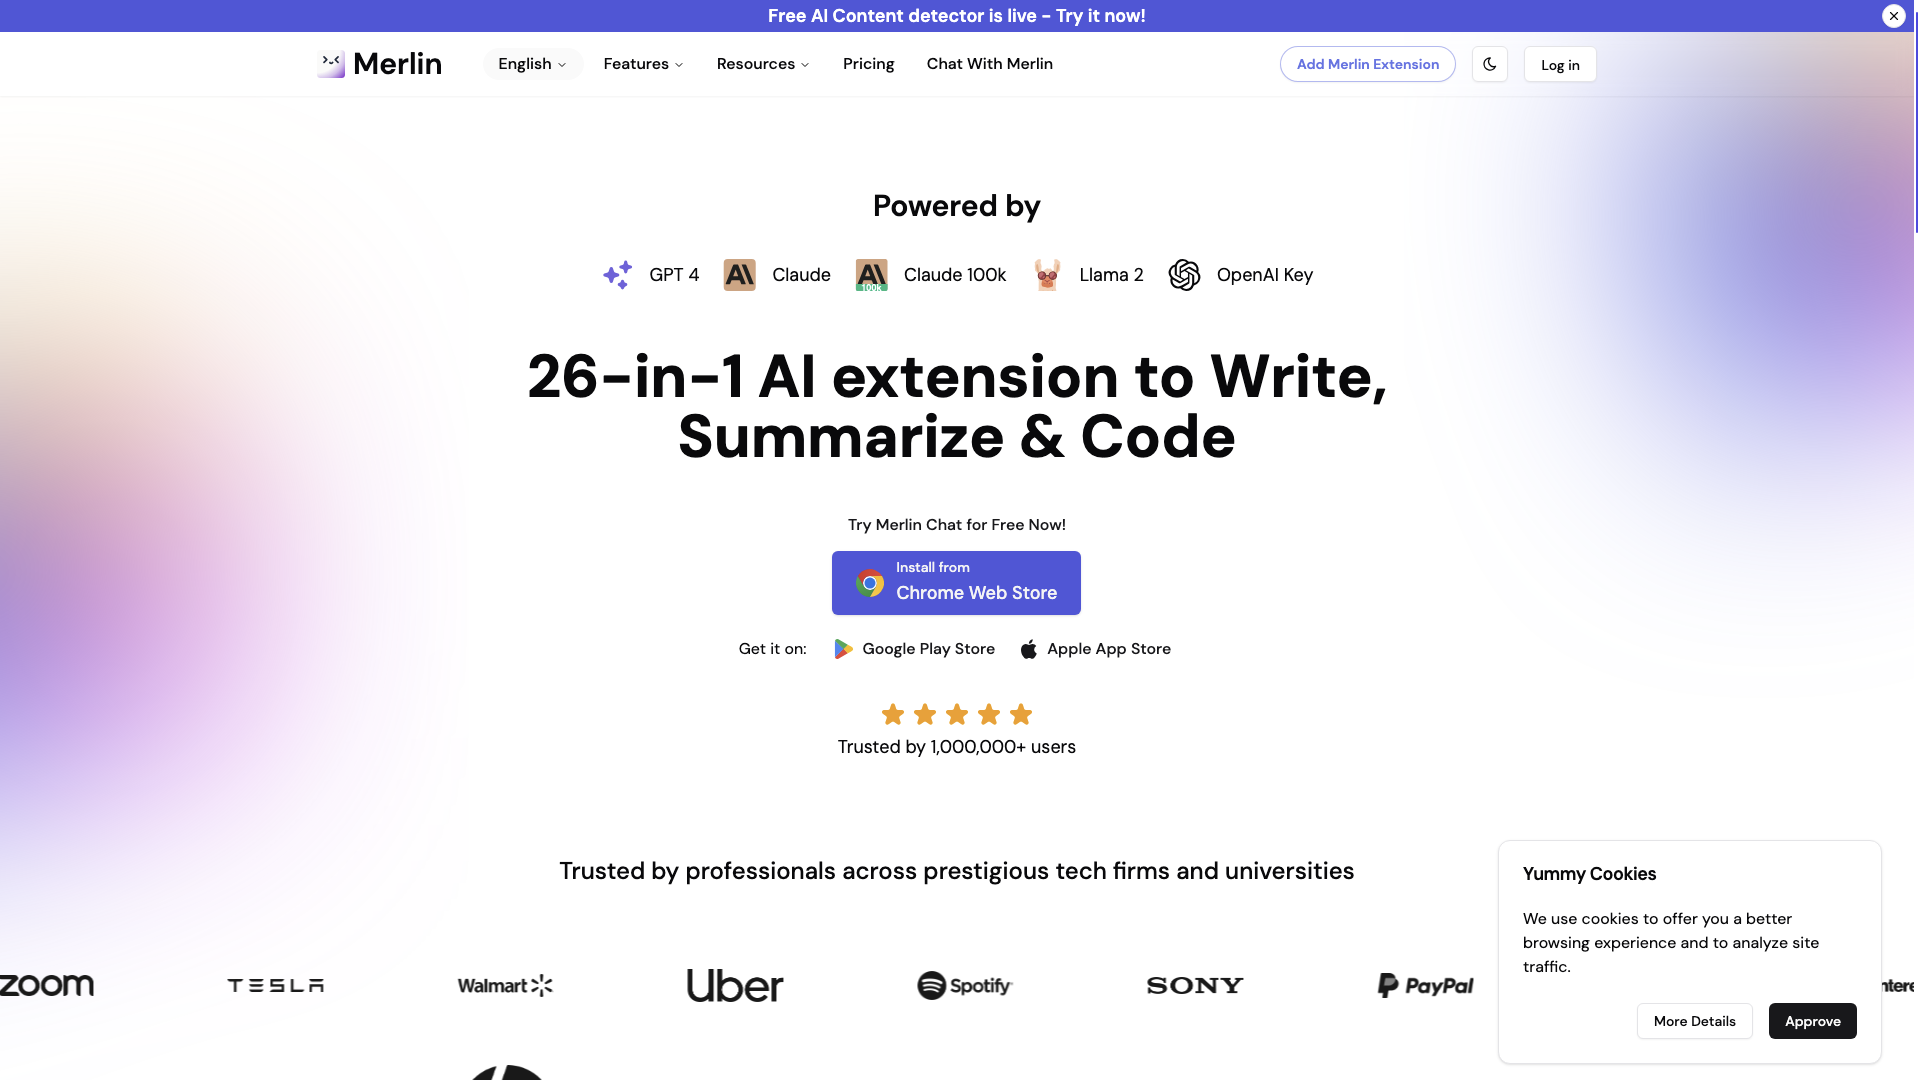 Free AI Content detector is live - Try it now!
Merlin
English
Features
Resources
Pricing
Chat With Merlin
Add Merlin Extension
Log in
Powered by
GPT 4
Claude
100k
Claude 100k
Llama 2
OpenAI Key
26-in-1 AI extension to Write,
Summarize & Code
Try Merlin Chat for Free Now!
Install from
Chrome Web Store
Get it on:
Google Play Store
Apple App Store
Trusted by 1,000,000+ users
Trusted by professionals across prestigious tech firms and universities
zoom
TESLA
Walmart
Uber
Spotify
SONY
PayPal
Yummy Cookies
We use cookies to offer you a better
browsing experience and to analyze site
traffic.
More Details
Approve